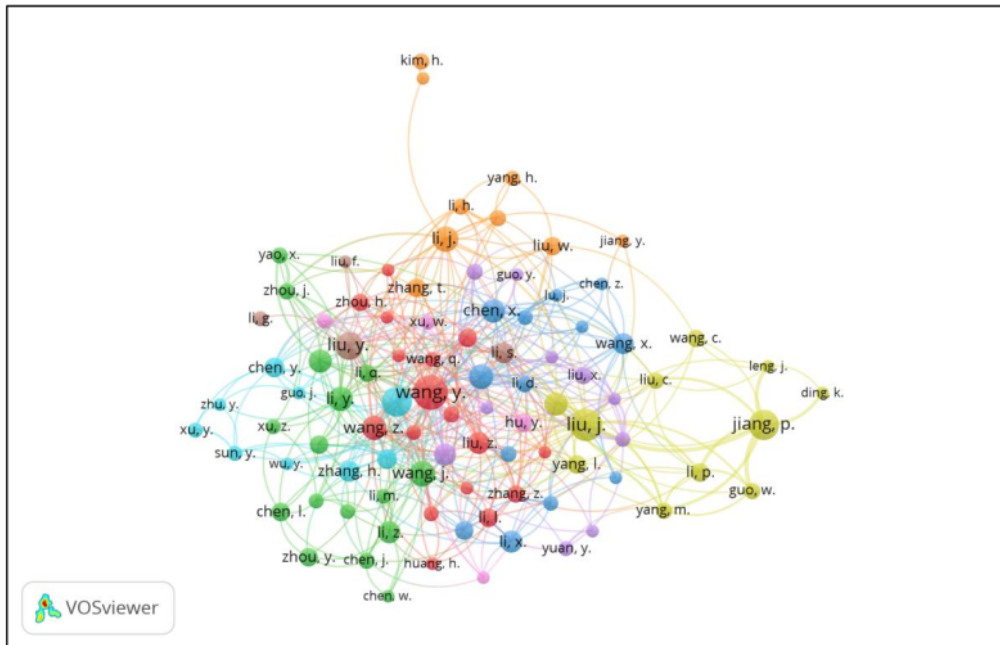 kim, h.
yang, h.
li, h.
li, j.
liu, w.
jiang, y.
yao, x.
liu, f.
guo, y.
zhou, j.
zhang, t.
lu, j.
chen, z.
zhou, h.
chen, x.
li, g.
xu, w.
liu, y.
wang, x.
wang, c.
li, s.
wang, q.
chen, y.
li, q.
leng, j.
liu, x.
liu, c.
li, d.
guo, j.
wang, y.
ding, k.
li, y.
zhu, y.
hu, y.
liu, j.
jiang, p.
xu, y.
xu, z.
wang, z.
liu, z.
sun, y.
wu, y.
zhang, h.
wang, j.
yang, l.
li, p.
guo, w.
li, m.
zhang, z.
yang, m.
chen, l.
li, z.
li, x.
yuan, y.
zhou, y.
chen, j.
huang, h.
chen, w.
VOSviewer